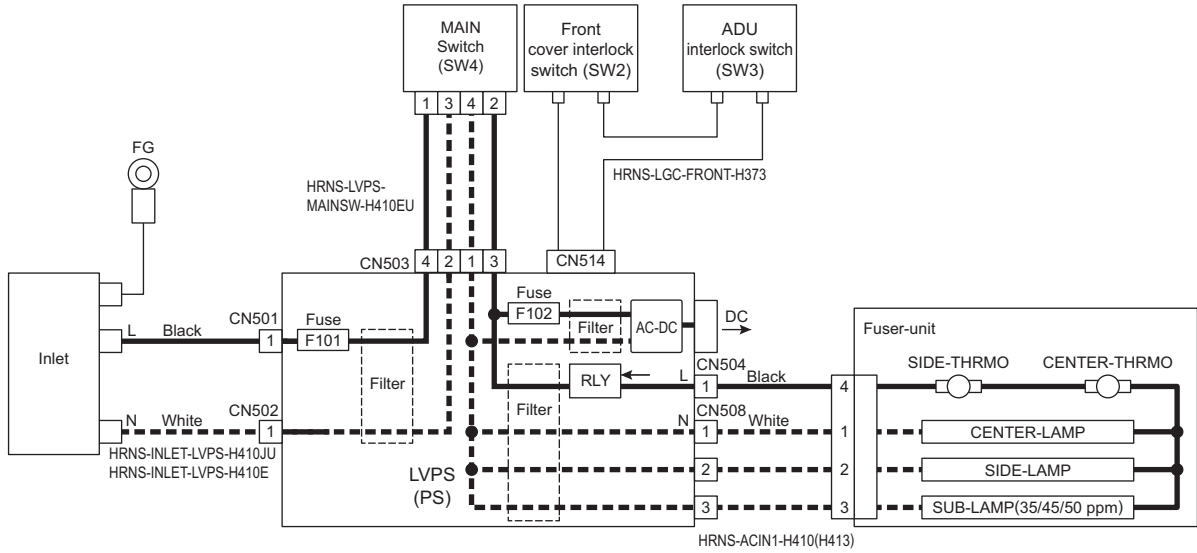 MAIN
Switch
(SW4)
Front
cover interlock
switch (SW2)
ADU
interlock switch
(SW3)
1 3 4 2
FG
HRNS-LVPS-
MAINSW-H410EU
HRNS-LGC-FRONT-H373
CN503
4 2 1 3
CN514
Inlet
L Black
CN501
1
Fuse
F101
Filter
Fuse
F102
Filter
AC-DC
DC
RLY
Filter
L
CN504
1
Black
N White
CN502
1
HRNS-INLET-LVPS-H410JU
HRNS-INLET-LVPS-H410E
LVPS
(PS)
N
CN508
1
White
2
3
HRNS-ACIN1-H410(H413)
Fuser-unit
SIDE-THRMO
CENTER-THRMO
4
1
CENTER-LAMP
2
SIDE-LAMP
3
SUB-LAMP(35/45/50 ppm)